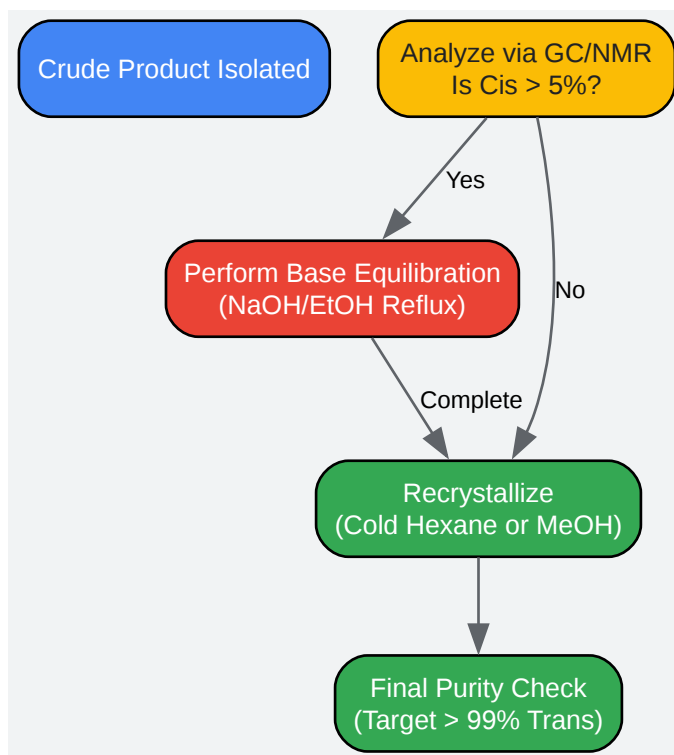 Crude Product Isolated
Analyze via GC/NMR
Is Cis > 5%?
Yes
Perform Base Equilibration
(NaOH/EtOH Reflux)
No
Complete
Recrystallize
(Cold Hexane or MeOH)
Final Purity Check
(Target > 99% Trans)